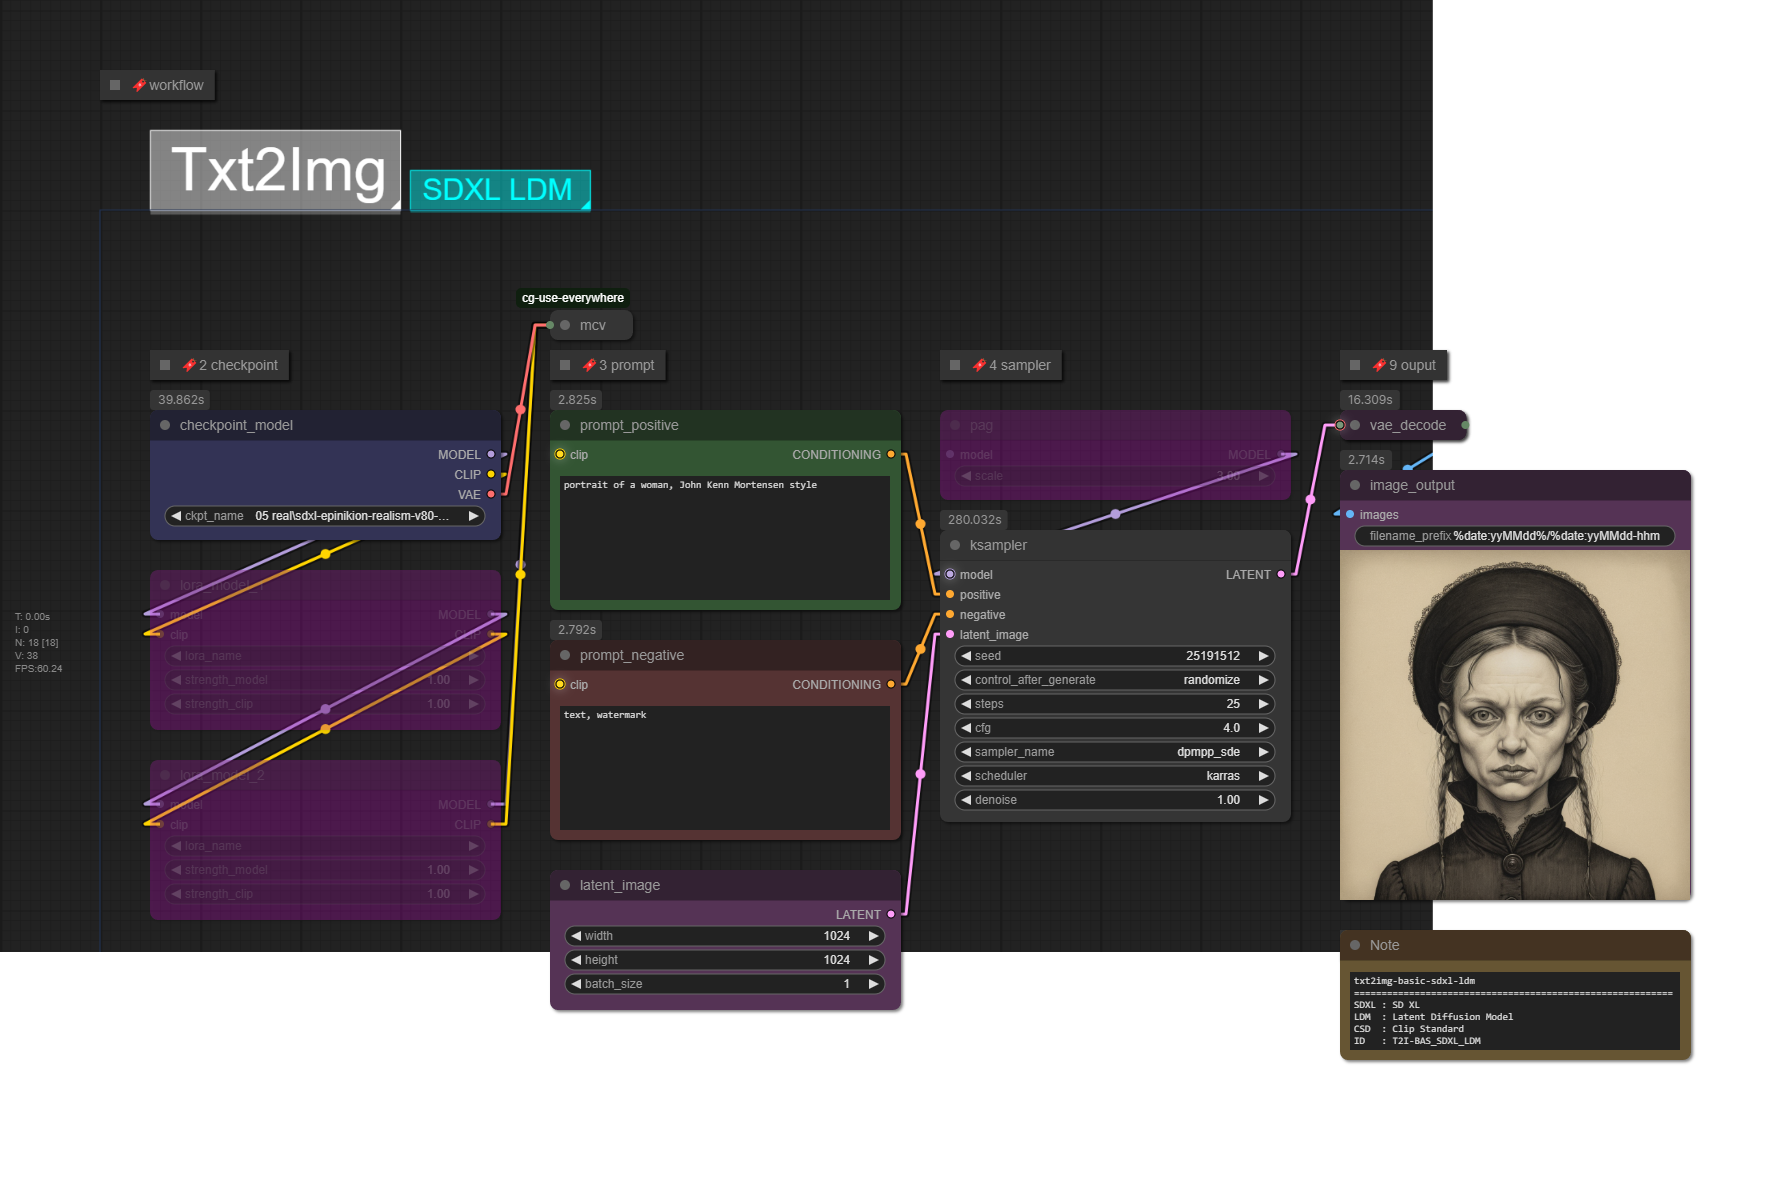 workflow
Txt2Img
SDXL LDM
cg-use-everywhere
mcv
2 checkpoint
3 prompt
4 sampler
9 ouput
39.862s
checkpoint_model
MODEL
CLIP
VAE
ckpt_name 05 real\sdxl-epinikion-realism-v80-...
lora_model_1
model MODEL
clip CLIP
lora_name
strength_model 1.00
strength_clip 1.00
lora_model_2
model MODEL
clip CLIP
lora_name
strength_model 1.00
strength_clip 1.00
T: 0.00s
I: 0
N: 18 [18]
V: 38
FPS:60.24
2.825s
prompt_positive
clip CONDITIONING
portrait of a woman, John Kenn Mortensen style
2.792s
prompt_negative
clip CONDITIONING
text, watermark
latent_image
LATENT
width 1024
height 1024
batch_size 1
pag
model MODEL
scale 3.00
280.032s
ksampler
model LATENT
positive
negative
latent_image
seed 25191512
control_after_generate randomize
steps 25
cfg 4.0
sampler_name dpmpp_sde
scheduler karras
denoise 1.00
16.309s
vae_decode
2.714s
image_output
images
filename_prefix %date:yyMMdd%/%date:yyMMdd-hhm
Note
txt2img-basic-sdxl-ldm
==========================================================
SDXL : SD XL
LDM : Latent Diffusion Model
CSD : Clip Standard
ID : T2I-BAS_SDXL_LDM